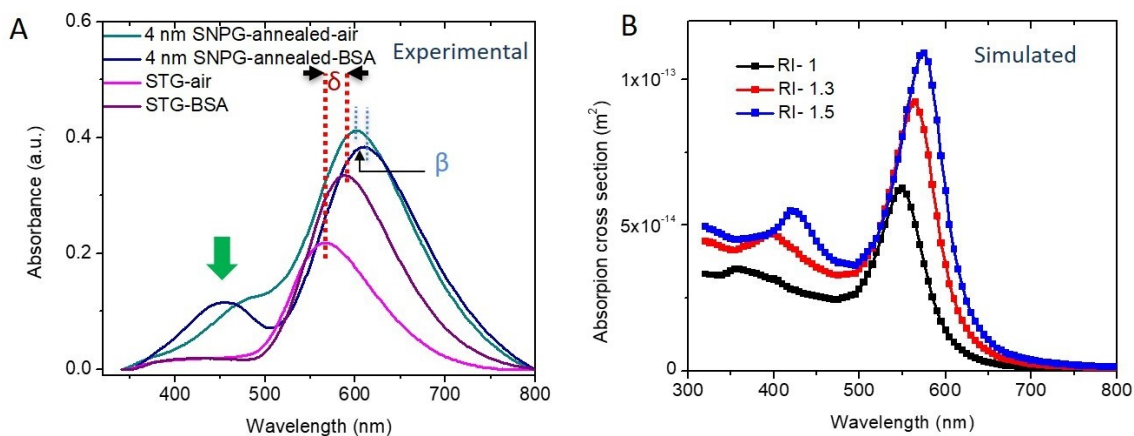 A
0.6
4 nm SNPG-annealed-air
Experimental
4 nm SNPG-annealed-BSA
STG-air
δ
STG-BSA
0.4
β
0.2
0.0
Absorbance (a.u.)
400 500 600 700 800
Wavelength (nm)
B
Simulated
RI- 1
RI- 1.3
RI- 1.5
1x10⁻¹³
5x10⁻¹⁴
0
Absorpion cross section (m²)
300 400 500 600 700 800
Wavelength (nm)